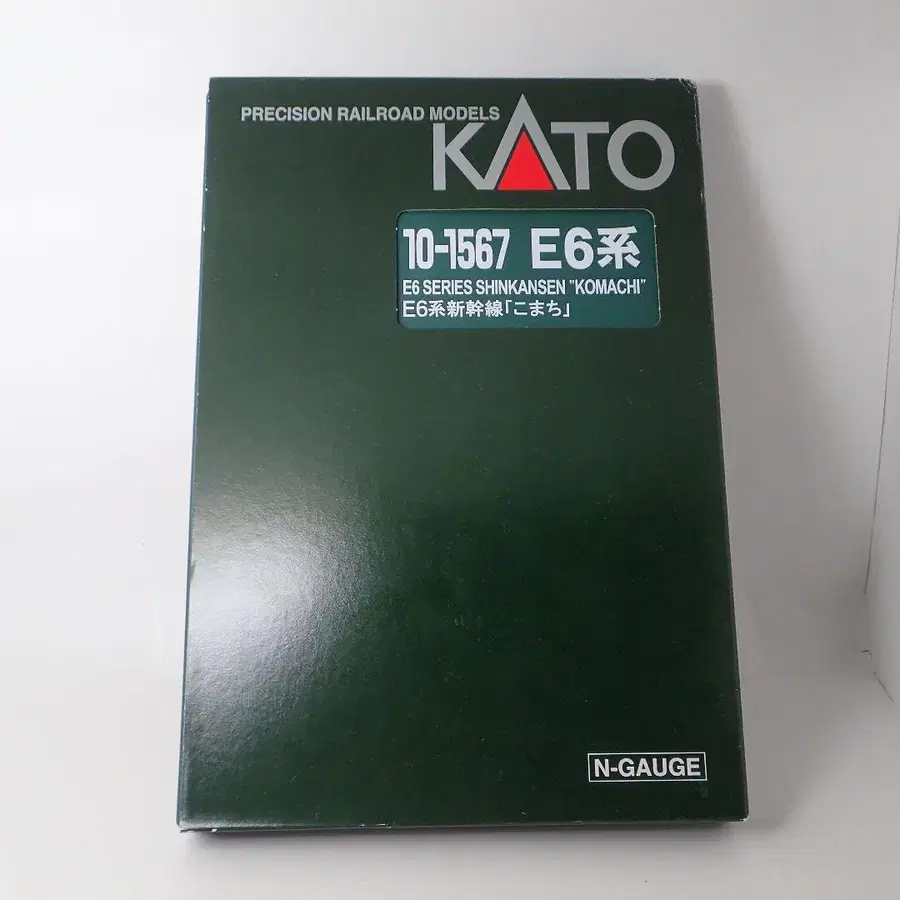 PRECISION RAILROAD MODELS
KATO
10-1567 E6系
E6 SERIES SHINKANSEN "KOMACHI"
E6系新幹線「こまち」
N-GAUGE